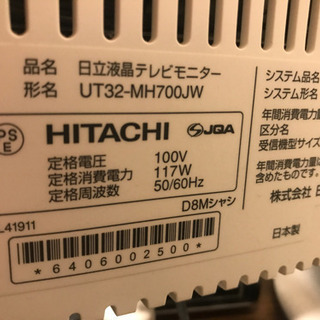 品名 日立液晶テレビモニター
形名 UT32-MH700JW
PS
E
HITACHI JQA
定格電圧 100V
定格消費電力 117W
定格周波数 50/60Hz
D8Mシャシ
L41911
*6406002500*
システム品名
システム形名
年間消費電力量
区分名
受信機型サイズ
年間消費電力
含めたものです。
株式会社
日本製